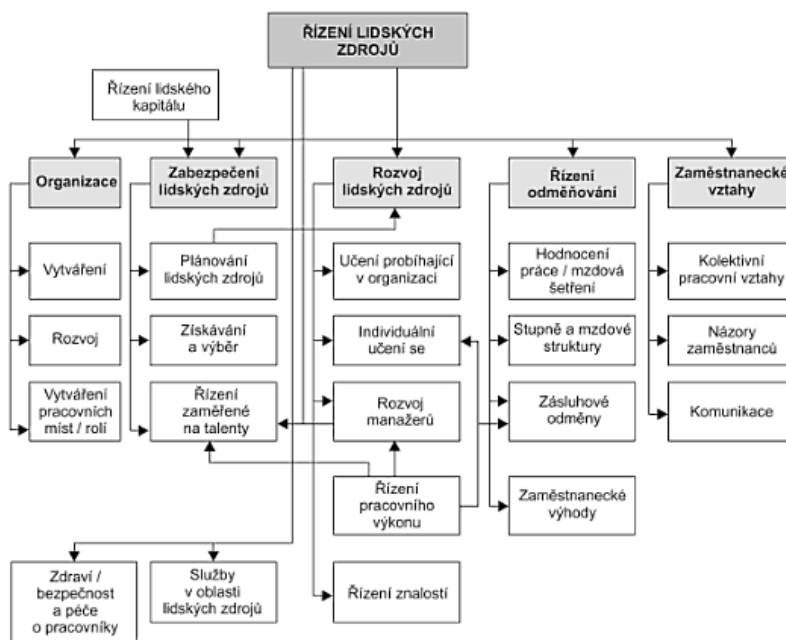 ŘÍZENÍ LIDSKÝCH
ZDROJŮ
Řízení lidského
kapitálu
Organizace
Zabezpečení
lidských zdrojů
Rozvoj
lidských zdrojů
Řízení
odměňování
Zaměstnanecké
vztahy
Vytváření
Plánování
lidských zdrojů
Učení probíhající
v organizaci
Hodnocení
práce / mzdová
šetření
Kolektivní
pracovní vztahy
Rozvoj
Získávání
a výběr
Individuální
učení se
Stupně a mzdové
struktury
Názory
zaměstnanců
Vytváření
pracovních
míst / rolí
Řízení
zaměřené
na talenty
Rozvoj
manažerů
Zásluhové
odměny
Komunikace
Řízení
pracovního
výkonu
Zaměstnanecké
výhody
Zdraví /
bezpečnost
a péče
o pracovníky
Služby
v oblasti
lidských zdrojů
Řízení znalostí